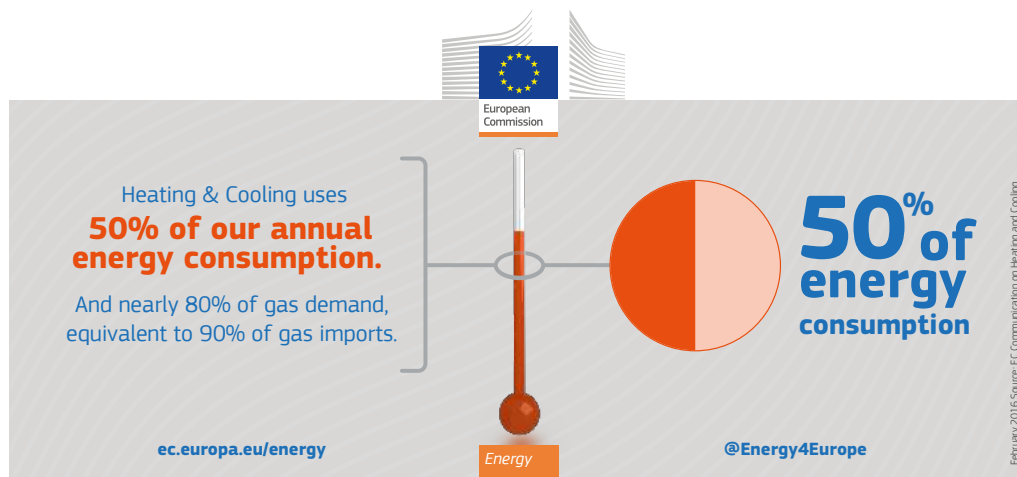 European
Commission
Heating & Cooling uses
50% of our annual
energy consumption.
And nearly 80% of gas demand,
equivalent to 90% of gas imports.
50% of
energy
consumption
ec.europa.eu/energy
Energy
@Energy4Europe
February 2016 Source: EC Communication on Heating and Cooling